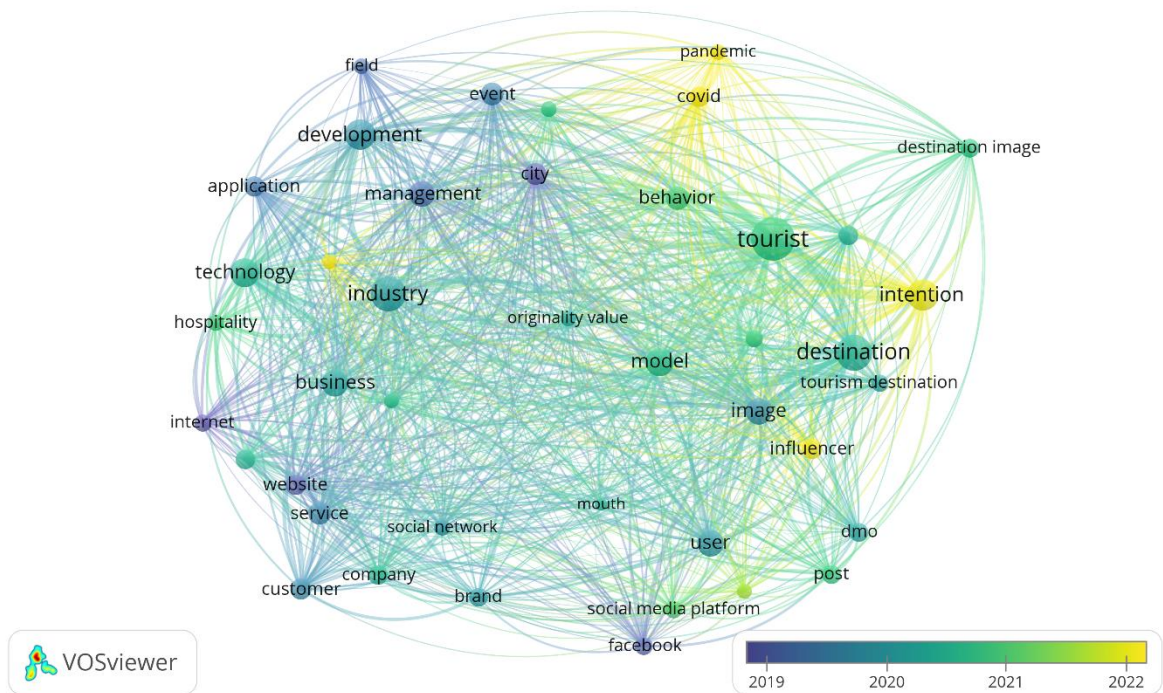 pandemic
field
event
covid
development
destination image
city
application
management
behavior
tourist
technology
industry
intention
hospitality
originality value
destination
model
business
tourism destination
image
internet
influencer
website
mouth
service
social network
dmo
user
company
post
customer
brand
social media platform
facebook
VOSviewer
2019 2020 2021 2022